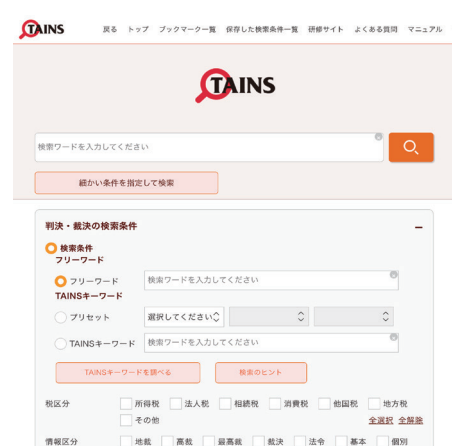 TAINS 戻る トップ ブックマーク一覧 保存した検索条件一覧 研修サイト よくある質問 マニュアル
TAINS
検索ワードを入力してください
細かい条件を指定して検索
判決・裁決の検索条件 −
検索条件
フリーワード
フリーワード 検索ワードを入力してください
TAINSキーワード
プリセット 選択してください
TAINSキーワード 検索ワードを入力してください
TAINSキーワードを調べる 検索のヒント
税区分 所得税 法人税 相続税 消費税 他国税 地方税
その他 全選択 全解除
情報区分 地裁 高裁 最高裁 裁決 法令 基本 個別